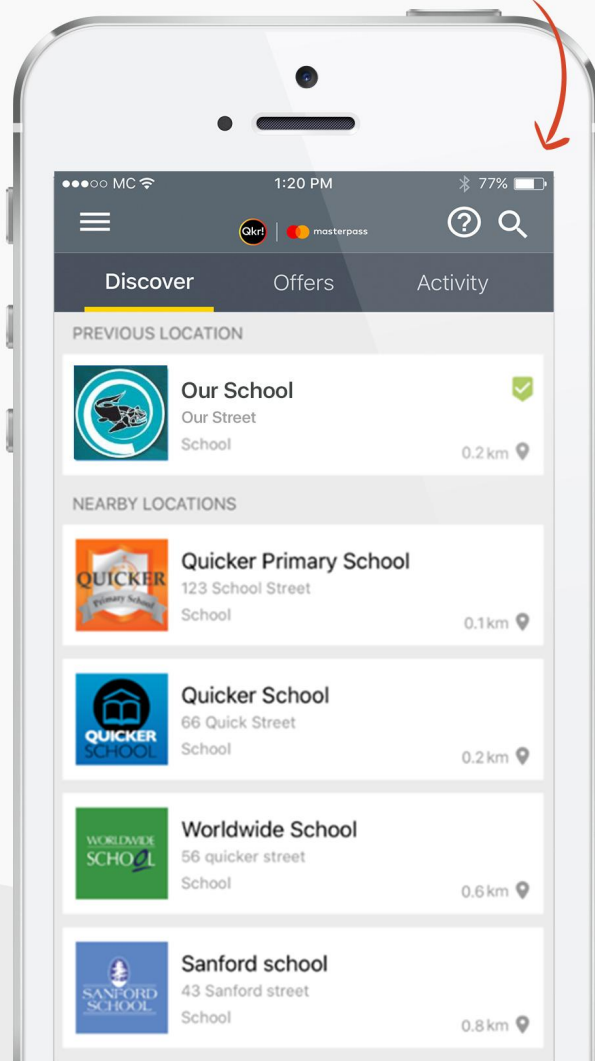 MC 1:20 PM 77%
Qkr! masterpass
Discover Offers Activity
PREVIOUS LOCATION
Our School
Our Street
School
0.2 km
NEARBY LOCATIONS
QUICKER
Primary School
Quicker Primary School
123 School Street
School
0.1 km
QUICKER
SCHOOL
Quicker School
66 Quick Street
School
0.2 km
WORLDWIDE
SCHOOL
Worldwide School
56 quicker street
School
0.6 km
SANFORD
SCHOOL
Sanford school
43 Sanford street
School
0.8 km